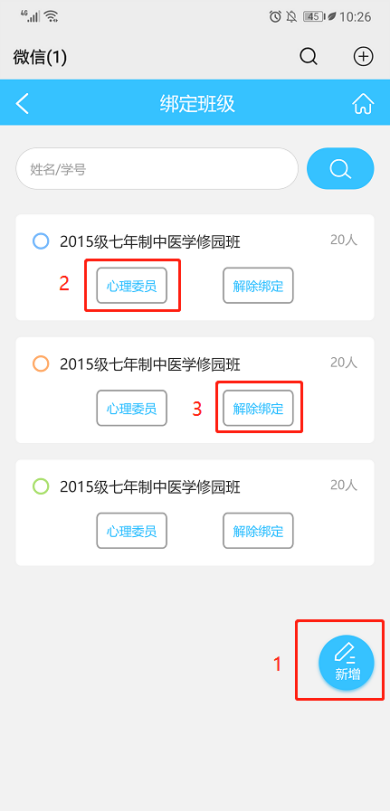 46 45 10:26
微信(1)
绑定班级
姓名/学号
2015级七年制中医学修园班 20人
2 心理委员 解除绑定
2015级七年制中医学修园班 20人
心理委员 3 解除绑定
2015级七年制中医学修园班 20人
心理委员 解除绑定
1 新增